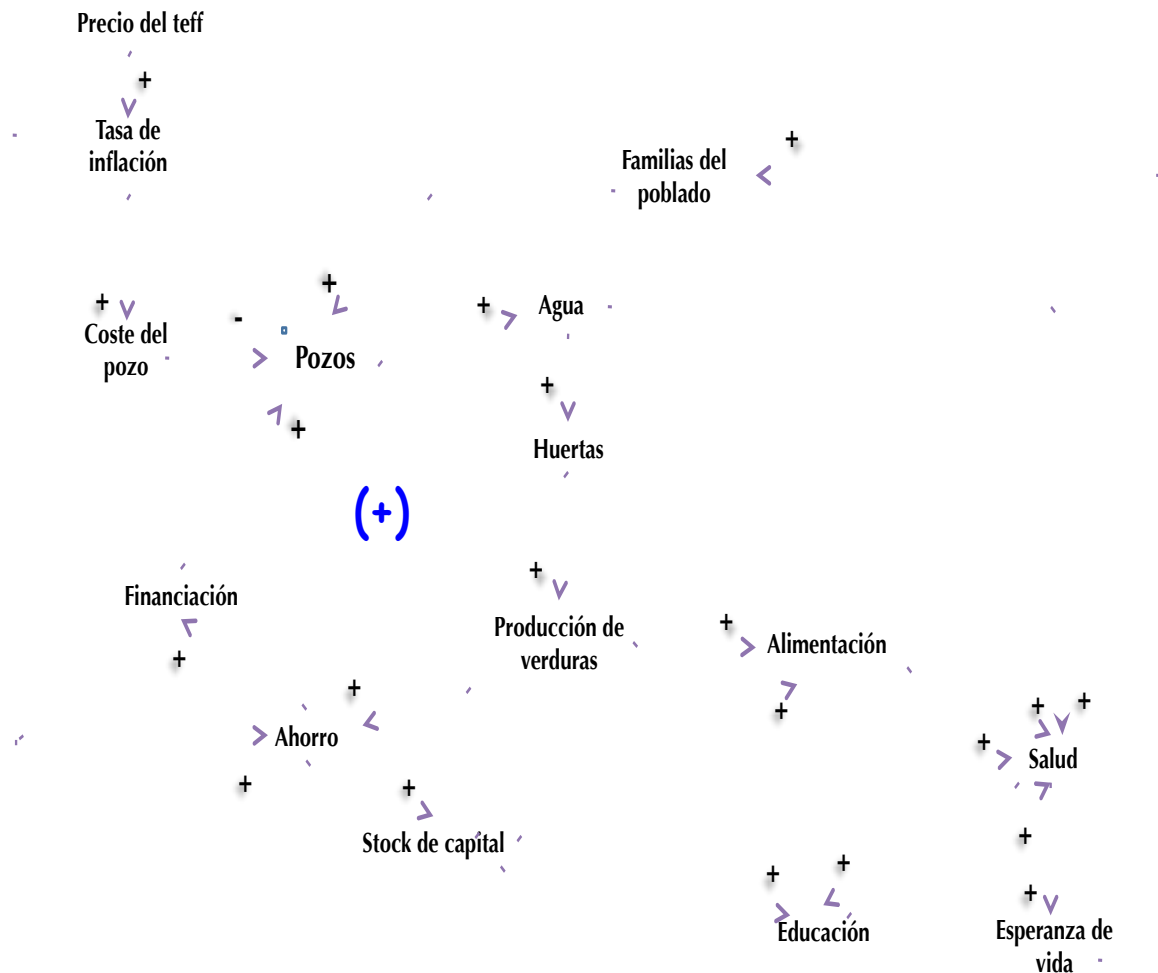 Precio del teff
+
Tasa de
inflación
+
Familias del
poblado
+
+
+
-
Agua
Coste del
pozo
Pozos
+
+
Huertas
(+)
+
Financiación
+
Producción de
verduras
+
Alimentación
+
+
+
+
+
Ahorro
Salud
+
+
Stock de capital
+
+
+
+
Educación
Esperanza de
vida